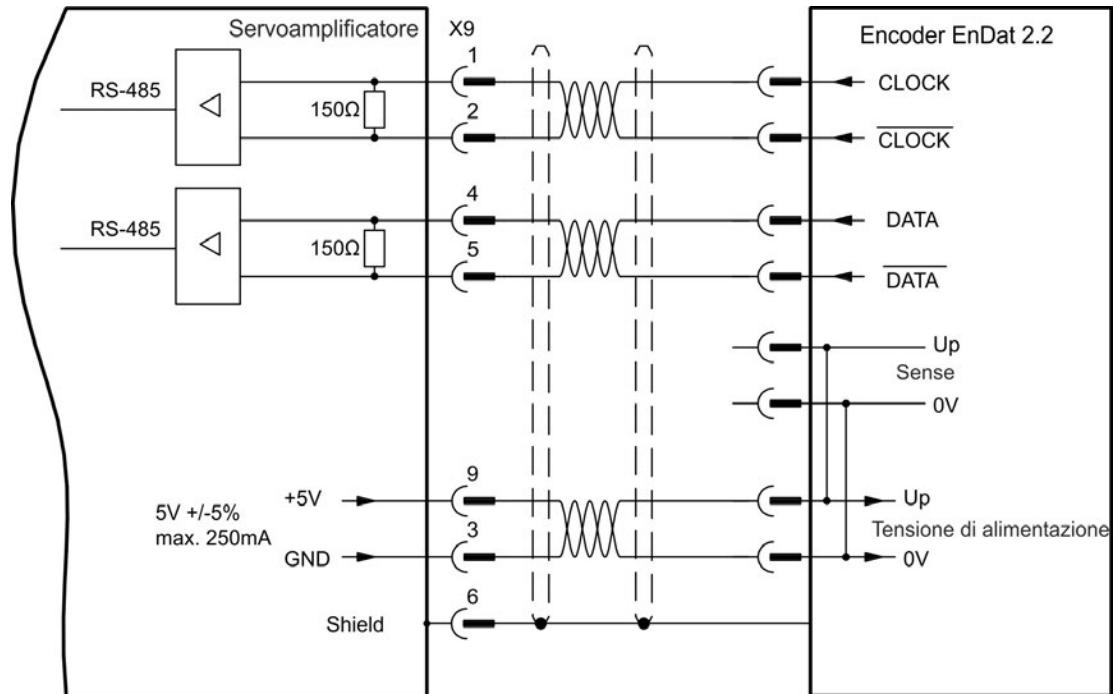 Servoamplificatore
X9
Encoder EnDat 2.2
1
CLOCK
RS-485
150Ω
2
CLOCK
4
DATA
RS-485
150Ω
5
DATA
Up
Sense
0V
9
+5V
Up
5V +/-5%
max. 250mA
Tensione di alimentazione
3
GND
0V
6
Shield